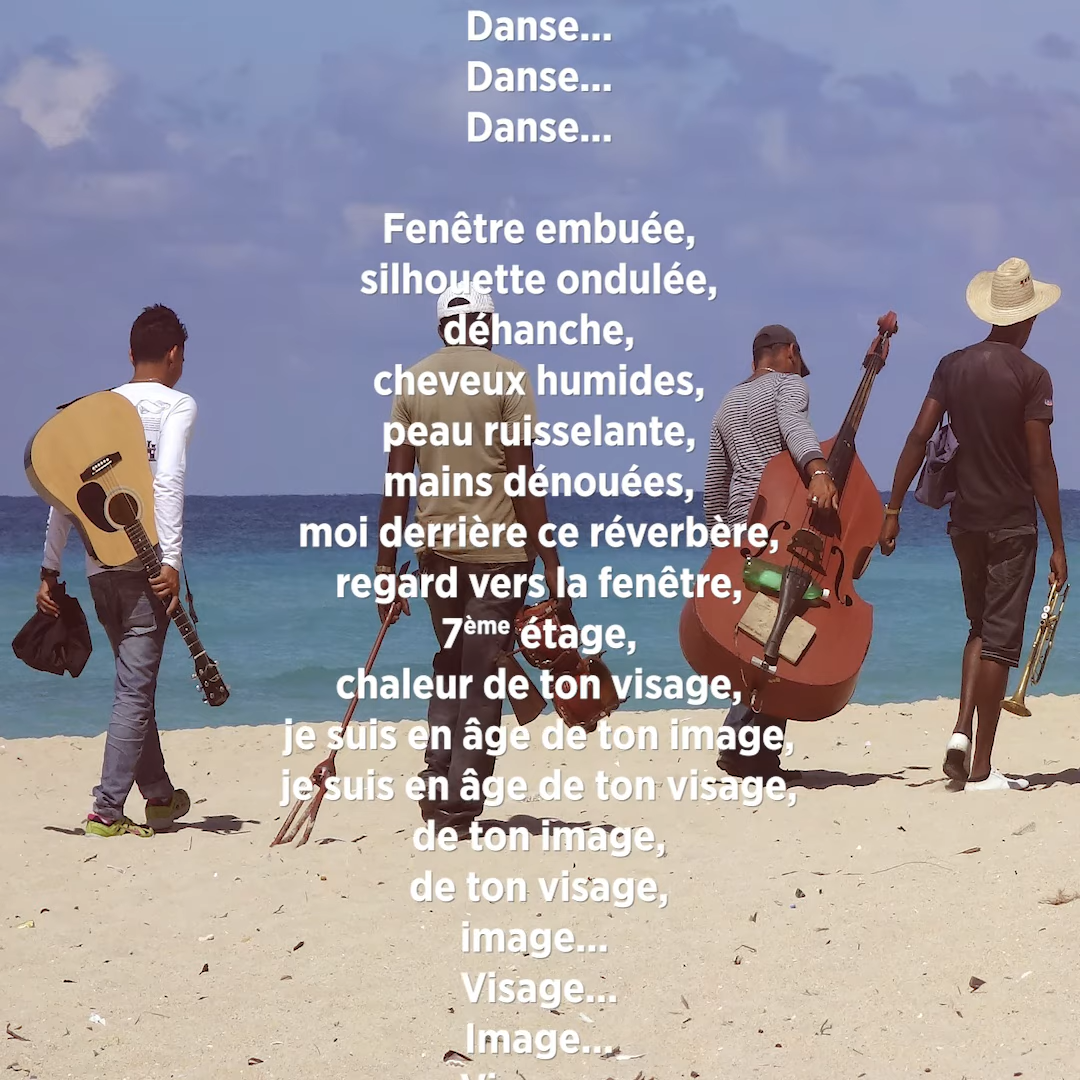 Danse...
Danse...
Danse...
Fenêtre embuée,
silhouette ondulée,
déhanche,
cheveux humides,
peau ruisselante,
mains dénouées,
moi derrière ce réverbère,
regard vers la fenêtre,
7ème étage,
chaleur de ton visage,
je suis en âge de ton image,
je suis en âge de ton visage,
de ton image,
de ton visage,
image...
Visage...
Image...